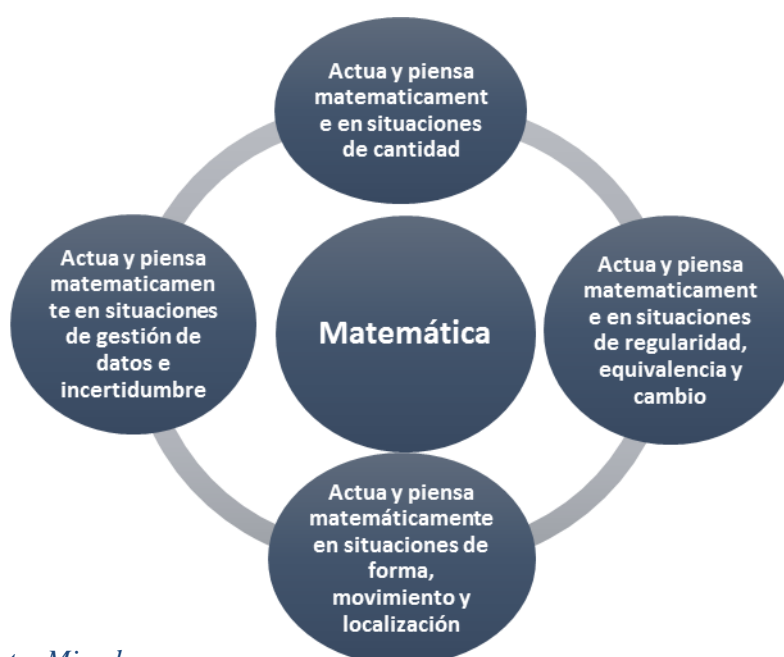 Actua y piensa
matematicament
e en situaciones
de cantidad
Actua y piensa
matematicamen
te en situaciones
de gestión de
datos e
incertidumbre
Matemática
Actua y piensa
matematicament
e en situaciones
de regularidad,
equivalencia y
cambio
Actua y piensa
matemáticamente
en situaciones de
forma,
movimiento y
localización